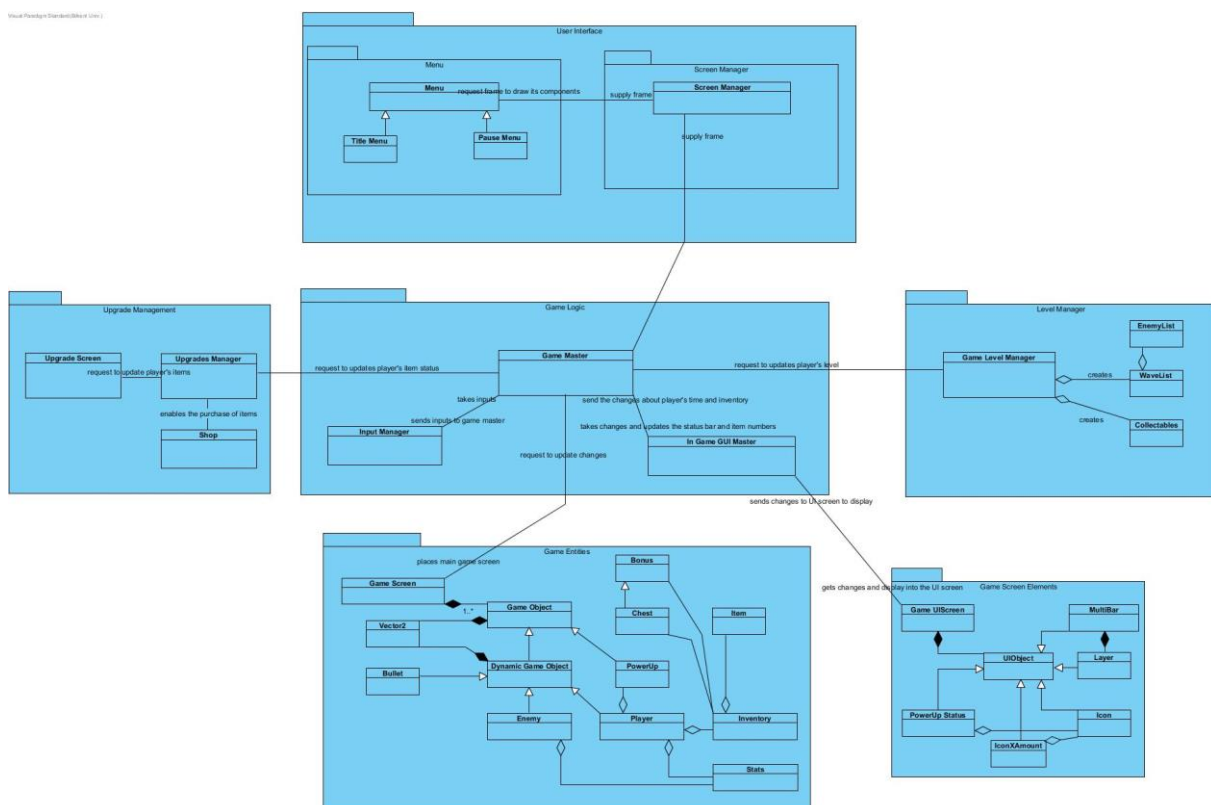 Visual Paradigm Standard(Bilkent Univ.)
User Interface
Menu
Menu
request frame to draw its components
Title Menu
Pause Menu
Screen Manager
Screen Manager
supply frame
supply frame
Upgrade Management
Upgrade Screen
Upgrades Manager
request to update player's items
enables the purchase of items
Shop
request to updates player's item status
Game Logic
Game Master
takes inputs
send the changes about player's time and inventory
sends inputs to game master
takes changes and updates the status bar and item numbers
Input Manager
In Game GUI Master
request to update changes
request to updates player's level
Level Manager
EnemyList
Game Level Manager
creates
WaveList
creates
Collectables
sends changes to UI screen to display
Game Entities
places main game screen
Bonus
Game Screen
1..*
Game Object
Chest
Item
Vector2
Bullet
Dynamic Game Object
PowerUp
Enemy
Player
Inventory
Stats
gets changes and display into the UI screen
Game Screen Elements
Game UIScreen
MultiBar
UIObject
Layer
PowerUp Status
Icon
IconXAmount